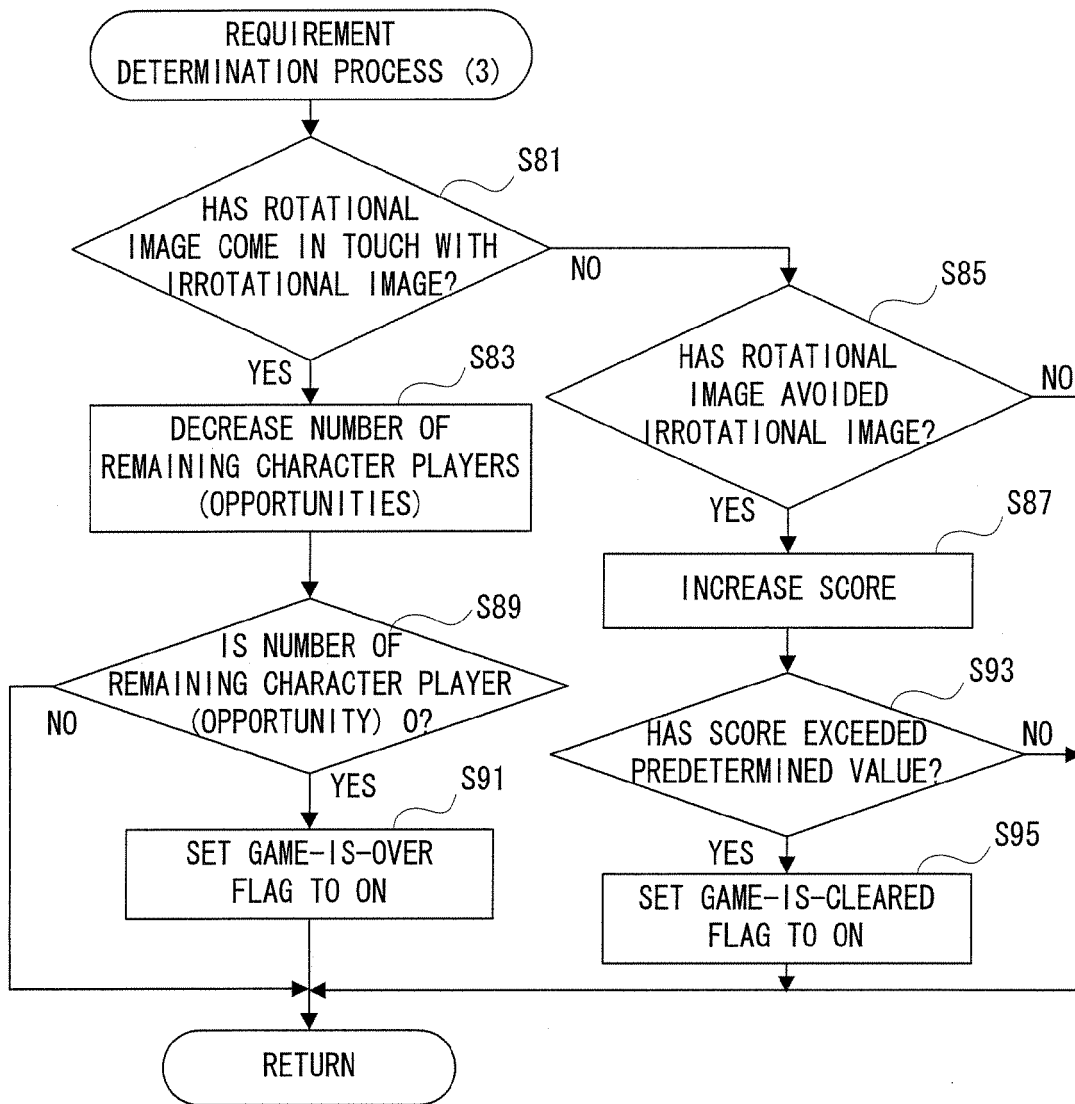 REQUIREMENT
DETERMINATION PROCESS (3)
S81
HAS ROTATIONAL
IMAGE COME IN TOUCH WITH
IRROTATIONAL IMAGE?
NO
YES
S85
HAS ROTATIONAL
IMAGE AVOIDED
IRROTATIONAL IMAGE?
NO
YES
S83
DECREASE NUMBER OF
REMAINING CHARACTER PLAYERS
(OPPORTUNITIES)
S87
INCREASE SCORE
S89
IS NUMBER OF
REMAINING CHARACTER PLAYER
(OPPORTUNITY) 0?
NO
YES
S93
HAS SCORE EXCEEDED
PREDETERMINED VALUE?
NO
YES
S91
SET GAME-IS-OVER
FLAG TO ON
S95
SET GAME-IS-CLEARED
FLAG TO ON
RETURN